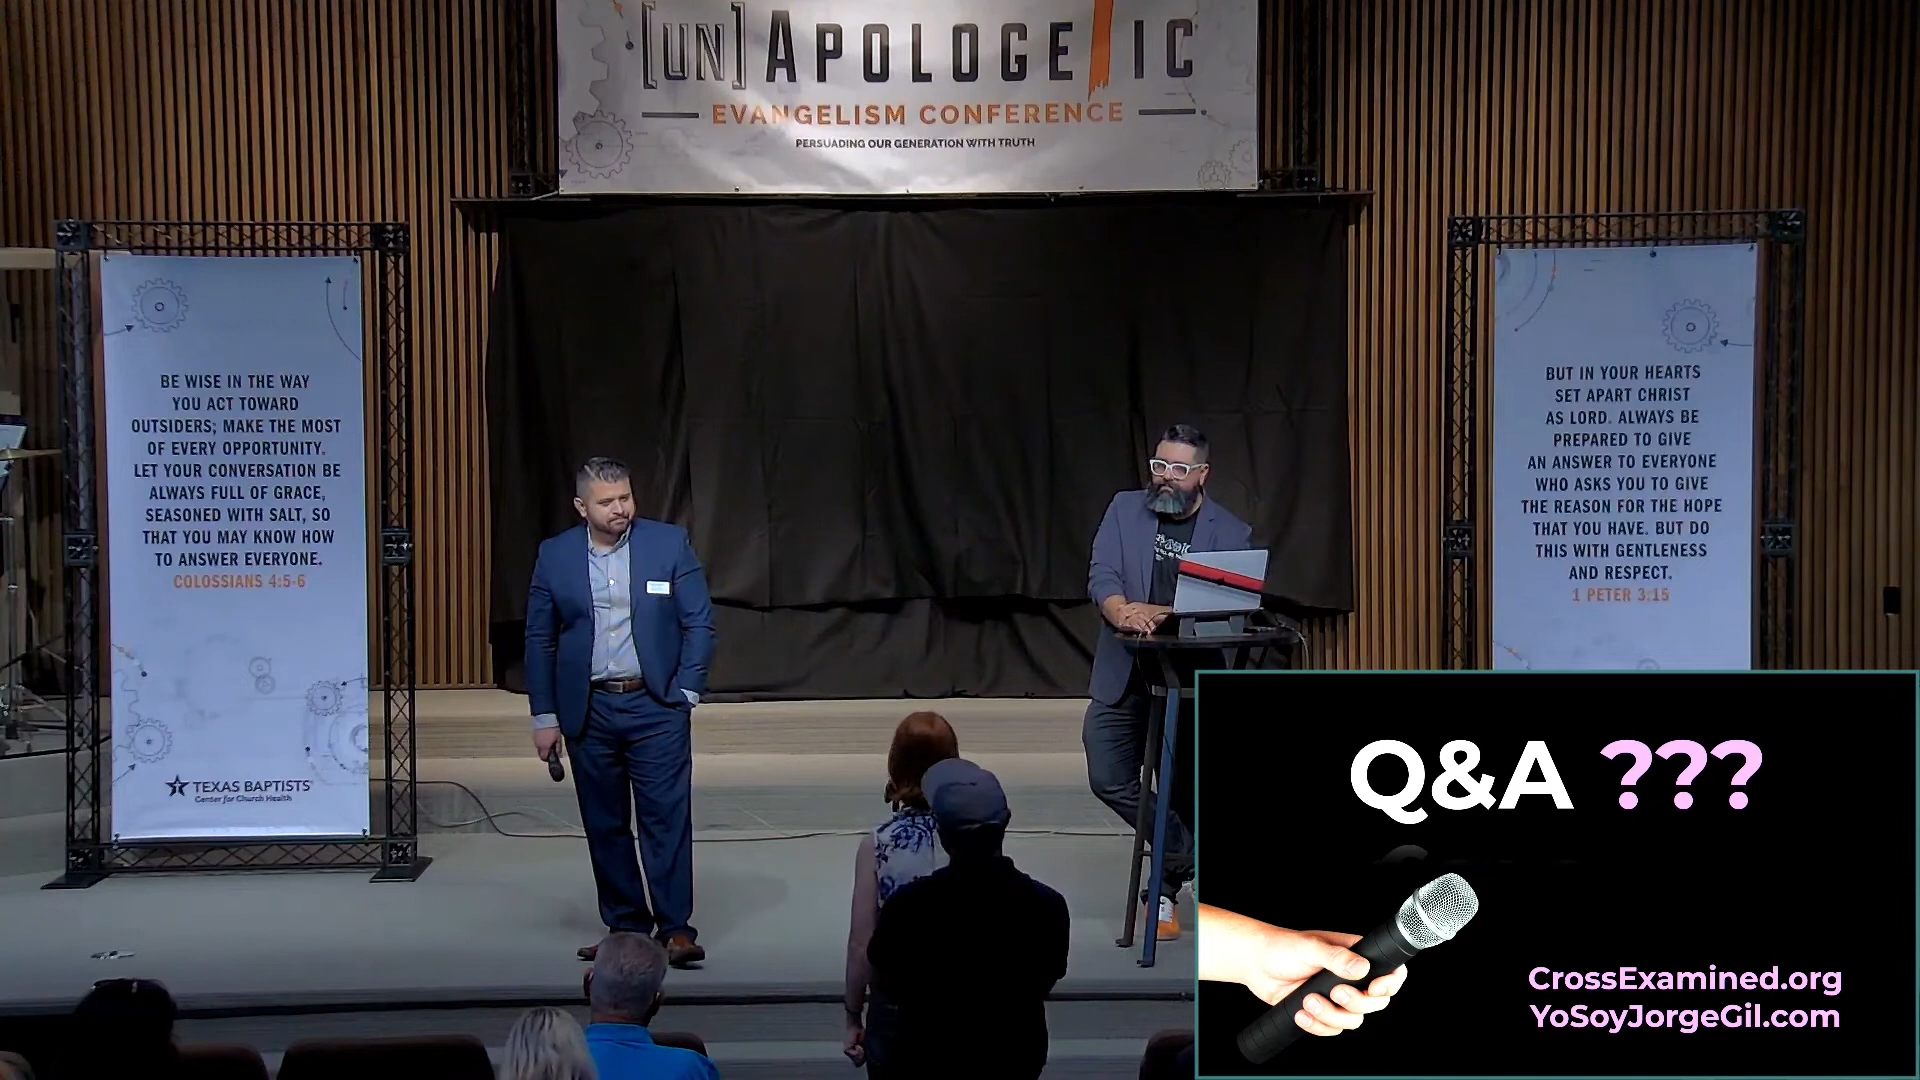 [UN]APOLOGETIC
EVANGELISM CONFERENCE
PERSUADING OUR GENERATION WITH TRUTH
BE WISE IN THE WAY
YOU ACT TOWARD
OUTSIDERS; MAKE THE MOST
OF EVERY OPPORTUNITY.
LET YOUR CONVERSATION BE
ALWAYS FULL OF GRACE,
SEASONED WITH SALT, SO
THAT YOU MAY KNOW HOW
TO ANSWER EVERYONE.
COLOSSIANS 4:5-6
TEXAS BAPTISTS
Center for Church Health
BUT IN YOUR HEARTS
SET APART CHRIST
AS LORD. ALWAYS BE
PREPARED TO GIVE
AN ANSWER TO EVERYONE
WHO ASKS YOU TO GIVE
THE REASON FOR THE HOPE
THAT YOU HAVE. BUT DO
THIS WITH GENTLENESS
AND RESPECT.
1 PETER 3:15
Q&A ???
CrossExamined.org
YoSoyJorgeGil.com